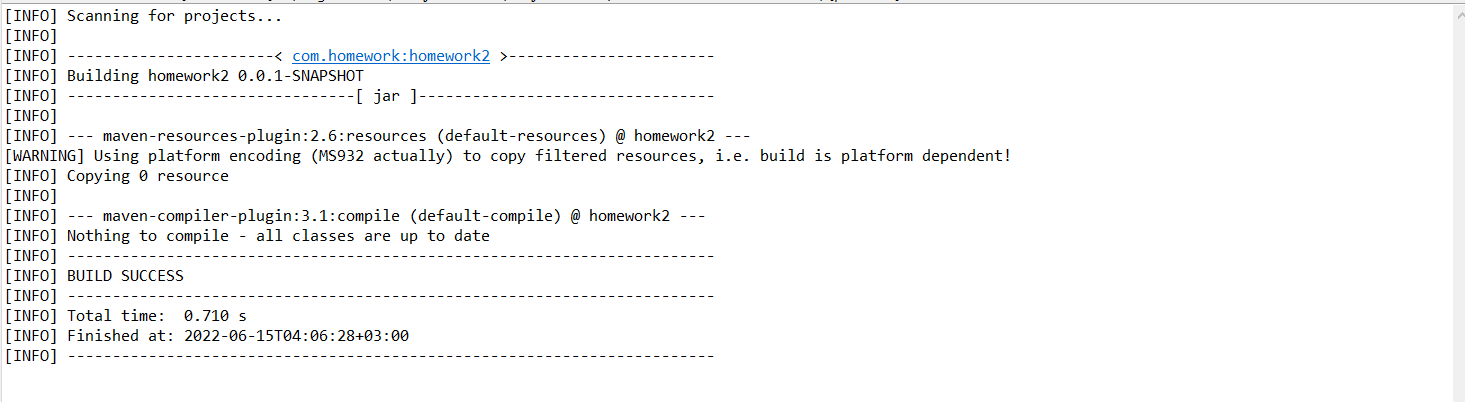 [INFO] Scanning for projects...
[INFO]
[INFO] -----------------------< com.homework:homework2 >-----------------------
[INFO] Building homework2 0.0.1-SNAPSHOT
[INFO] --------------------------------[ jar ]---------------------------------
[INFO]
[INFO] --- maven-resources-plugin:2.6:resources (default-resources) @ homework2 ---
[WARNING] Using platform encoding (MS932 actually) to copy filtered resources, i.e. build is platform dependent!
[INFO] Copying 0 resource
[INFO]
[INFO] --- maven-compiler-plugin:3.1:compile (default-compile) @ homework2 ---
[INFO] Nothing to compile - all classes are up to date
[INFO] ------------------------------------------------------------------------
[INFO] BUILD SUCCESS
[INFO] ------------------------------------------------------------------------
[INFO] Total time:  0.710 s
[INFO] Finished at: 2022-06-15T04:06:28+03:00
[INFO] ------------------------------------------------------------------------